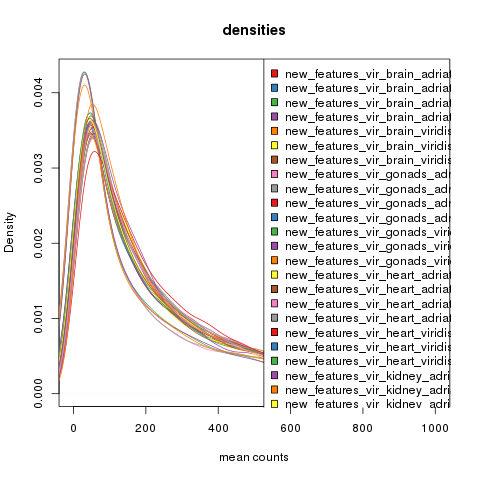 densities
Density
0.000
0.001
0.002
0.003
0.004
new_features_vir_brain_adriat
new_features_vir_brain_adriat
new_features_vir_brain_adriat
new_features_vir_brain_adriat
new_features_vir_brain_viridis
new_features_vir_brain_viridis
new_features_vir_brain_viridis
new_features_vir_gonads_adr
new_features_vir_gonads_adr
new_features_vir_gonads_adr
new_features_vir_gonads_adr
new_features_vir_gonads_viri
new_features_vir_gonads_viri
new_features_vir_gonads_viri
new_features_vir_heart_adriat
new_features_vir_heart_adriat
new_features_vir_heart_adriat
new_features_vir_heart_adriat
new_features_vir_heart_viridis
new_features_vir_heart_viridis
new_features_vir_heart_viridis
new_features_vir_kidney_adri
new_features_vir_kidney_adri
new_features_vir_kidney_adri
0 200 400 600 800 1000
mean counts